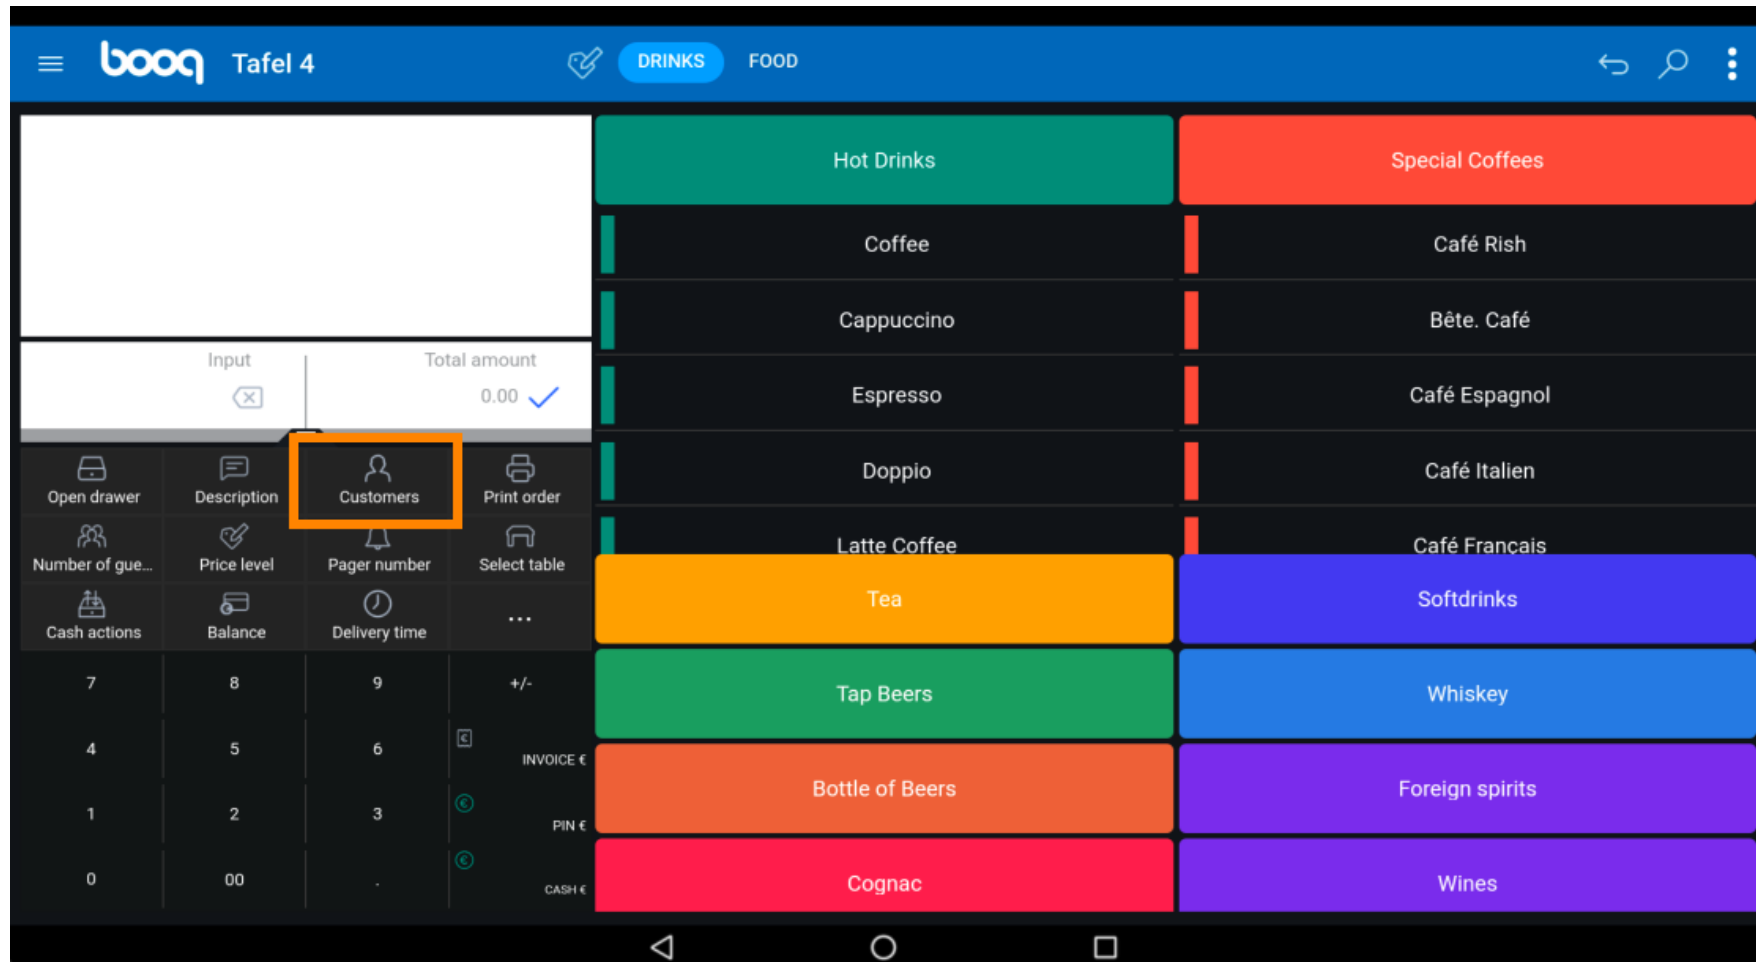 booq Tafel 4 DRINKS FOOD
Input Total amount
0.00
Open drawer Description Customers Print order
Number of gue... Price level Pager number Select table
Cash actions Balance Delivery time ...
7 8 9 +/-
4 5 6 € INVOICE €
1 2 3 € PIN €
0 00 . € CASH €
Hot Drinks Special Coffees
Coffee Café Rish
Cappuccino Bête. Café
Espresso Café Espagnol
Doppio Café Italien
Latte Coffee Café Français
Tea Softdrinks
Tap Beers Whiskey
Bottle of Beers Foreign spirits
Cognac Wines